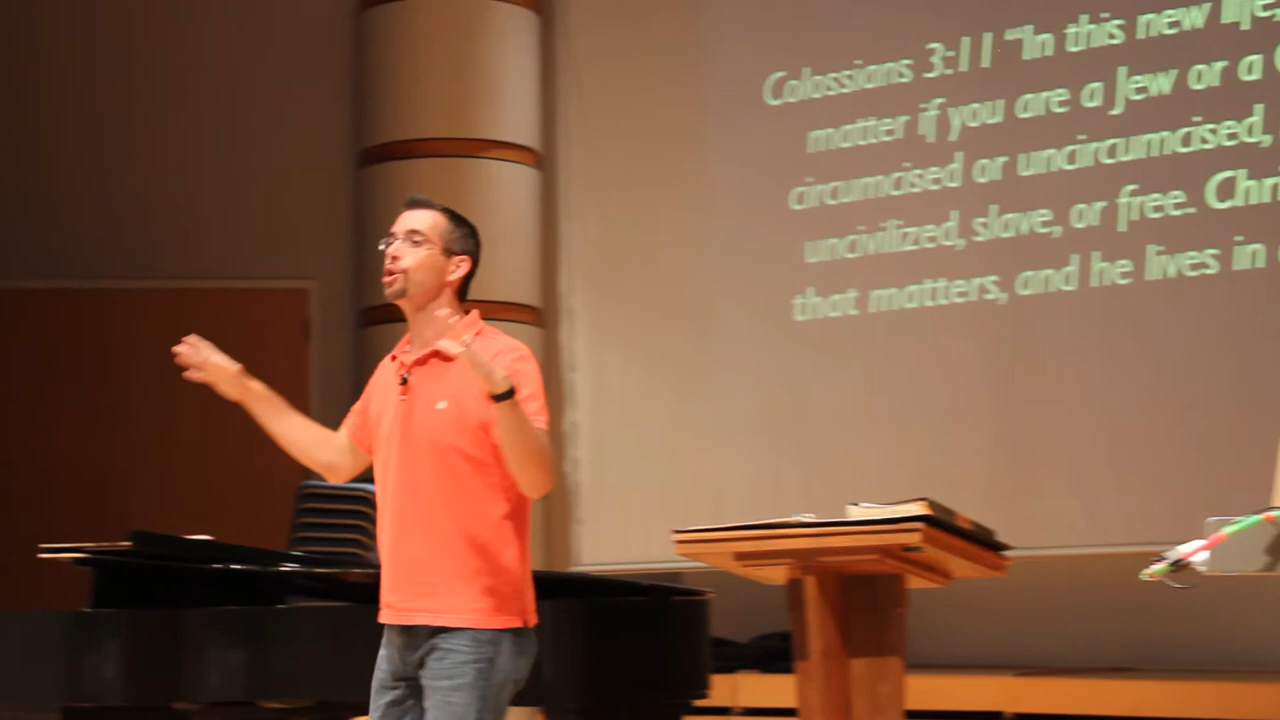 Colossians 3:11 “In this new life,
matter if you are a Jew or a
circumcised or uncircumcised,
uncivilized, slave, or free. Chri
that matters, and he lives in